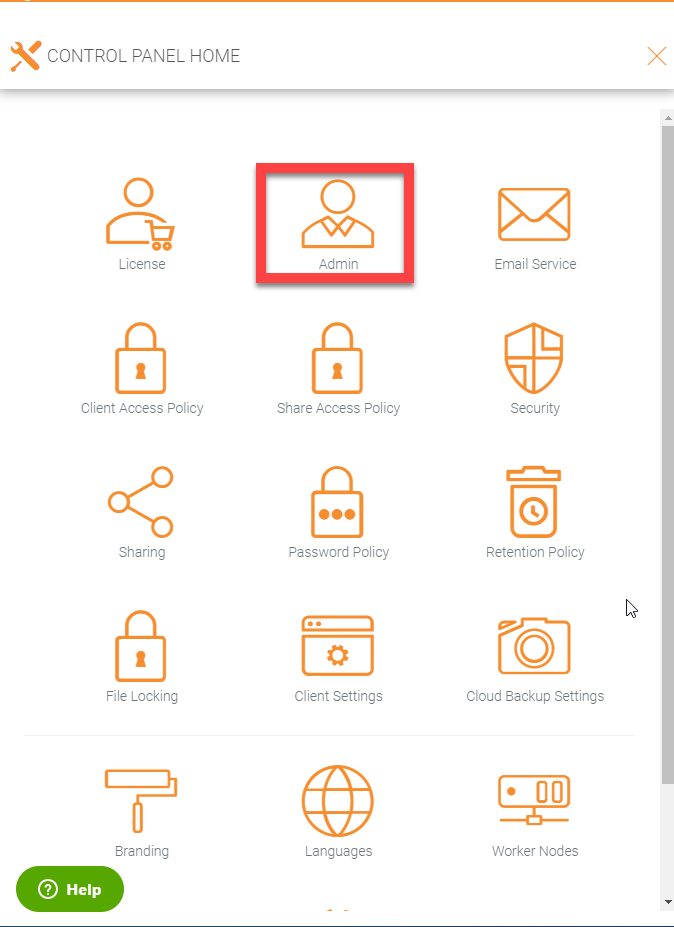 CONTROL PANEL HOME
License
Admin
Email Service
Client Access Policy
Share Access Policy
Security
Sharing
Password Policy
Retention Policy
File Locking
Client Settings
Cloud Backup Settings
Branding
Languages
Worker Nodes
? Help